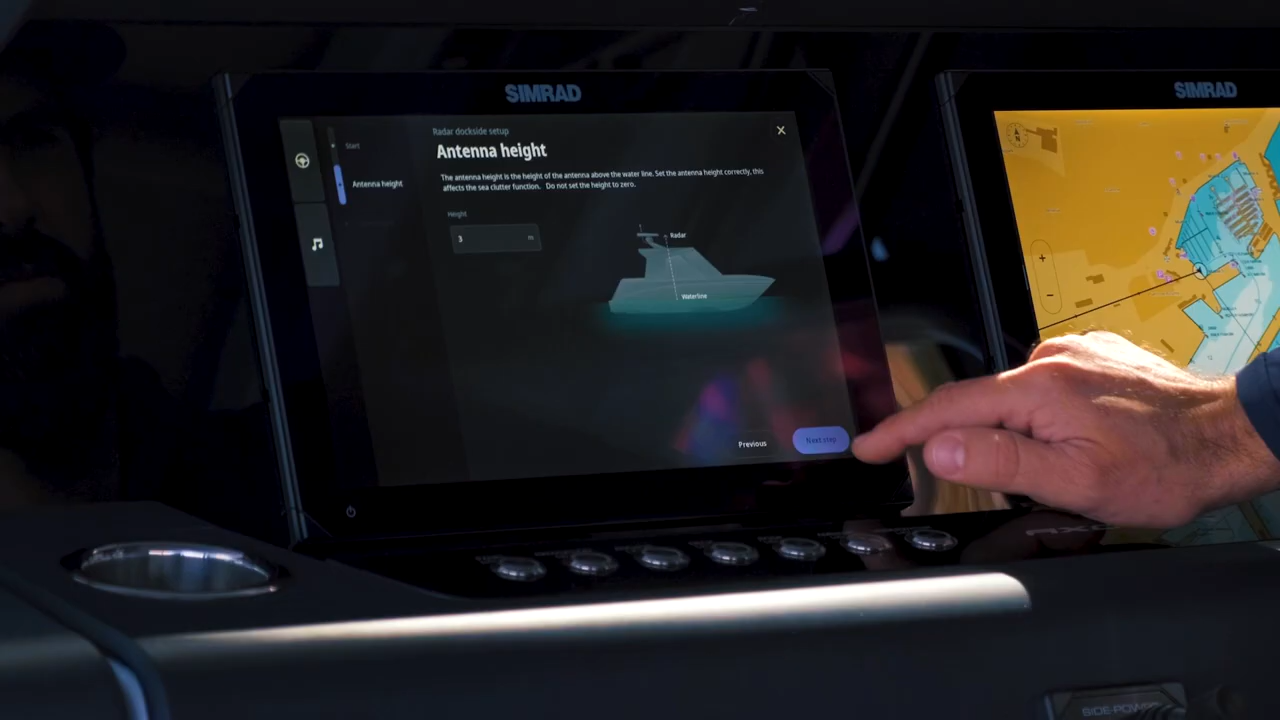 SIMRAD
Radar dockside setup
Antenna height
The antenna height is the height of the antenna above the water line. Set the antenna height correctly, this
affects the sea clutter function. Do not set the height to zero.
Start
Antenna height
Height
3 m
Radar
Waterline
Previous
Next step
SIMRAD
N
+
−
SIDE-POWER